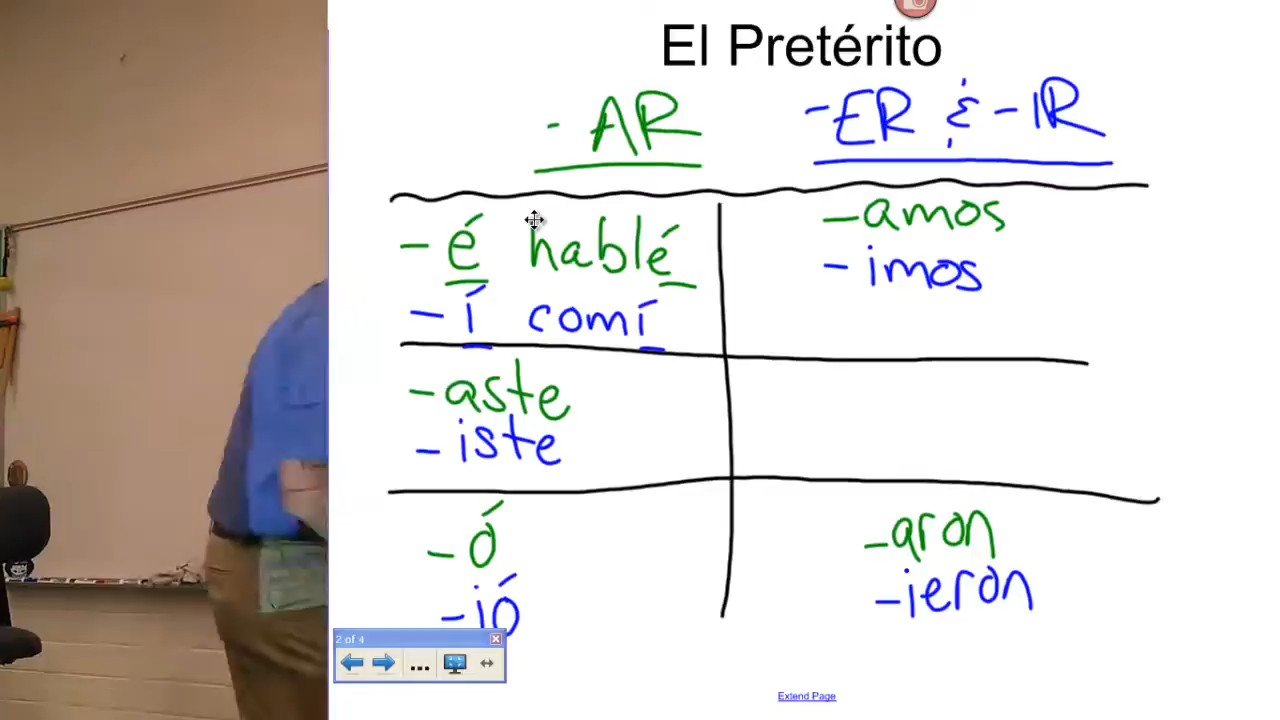 El Pretérito
- AR
-ER & -IR
- é hablé
- í comí
-amos
- imos
-aste
- iste
- ó
- ió
-aron
-ieron
2 of 4
...
Extend Page